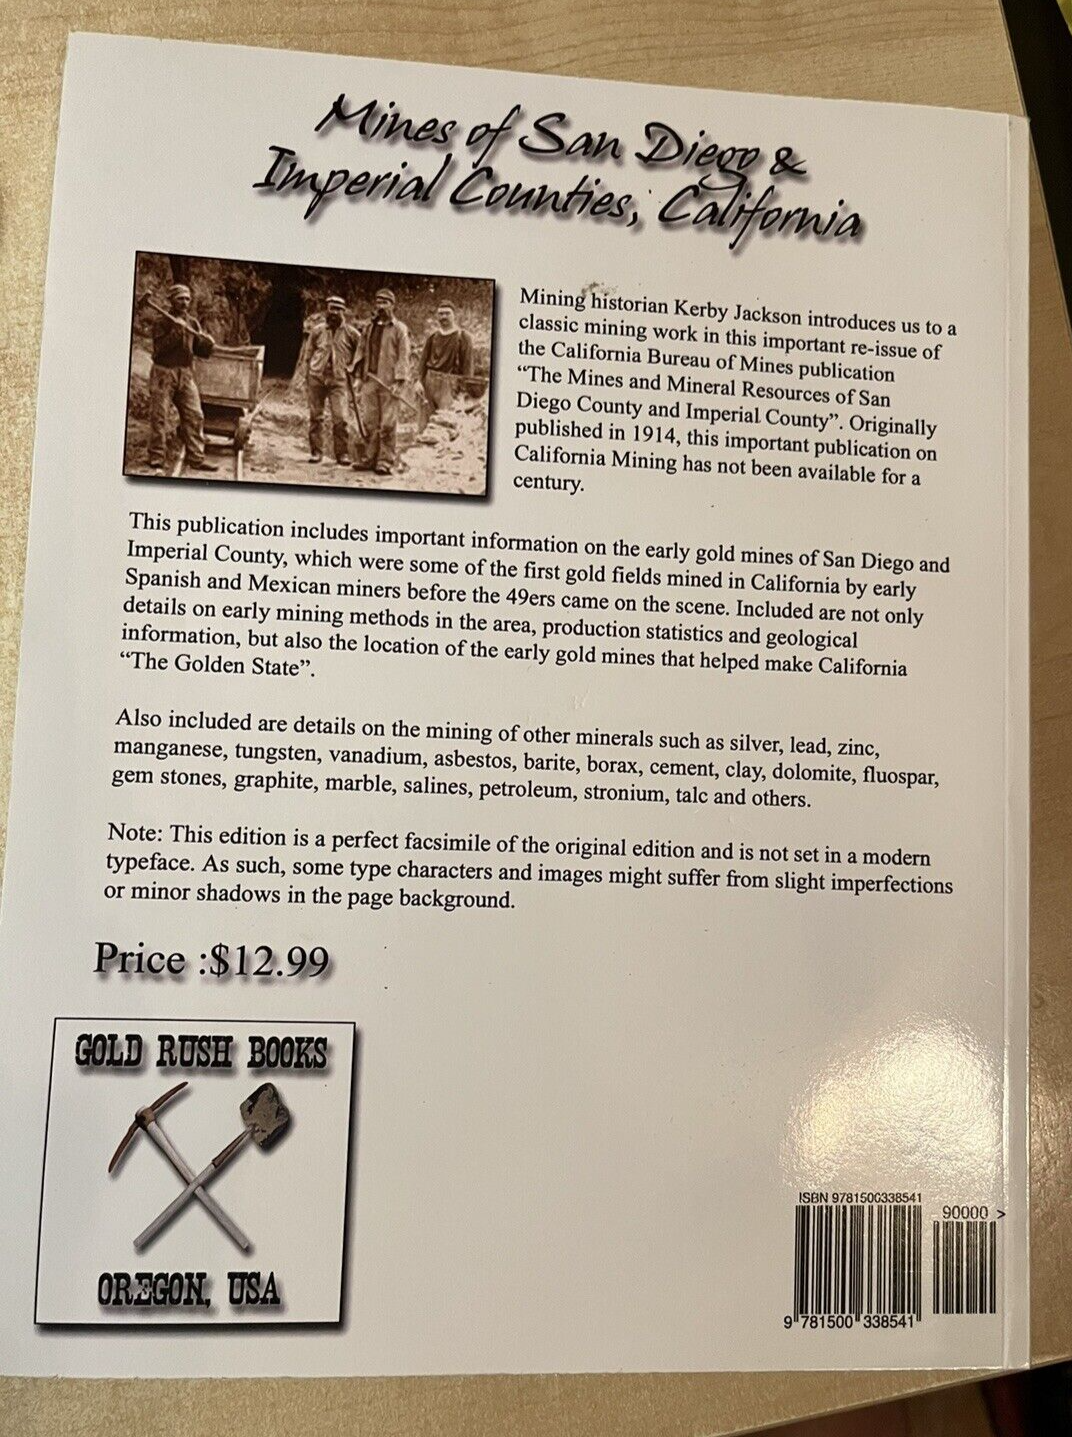 Mines of San Diego &
Imperial Counties, California
Mining historian Kerby Jackson introduces us to a
classic mining work in this important re-issue of
the California Bureau of Mines publication
“The Mines and Mineral Resources of San
Diego County and Imperial County”. Originally
published in 1914, this important publication on
California Mining has not been available for a
century.
This publication includes important information on the early gold mines of San Diego and
Imperial County, which were some of the first gold fields mined in California by early
Spanish and Mexican miners before the 49ers came on the scene. Included are not only
details on early mining methods in the area, production statistics and geological
information, but also the location of the early gold mines that helped make California
“The Golden State”.
Also included are details on the mining of other minerals such as silver, lead, zinc,
manganese, tungsten, vanadium, asbestos, barite, borax, cement, clay, dolomite, fluospar,
gem stones, graphite, marble, salines, petroleum, stronium, talc and others.
Note: This edition is a perfect facsimile of the original edition and is not set in a modern
typeface. As such, some type characters and images might suffer from slight imperfections
or minor shadows in the page background.
Price :$12.99
GOLD RUSH BOOKS
OREGON, USA
ISBN 9781500338541
90000 >
9 781500 338541